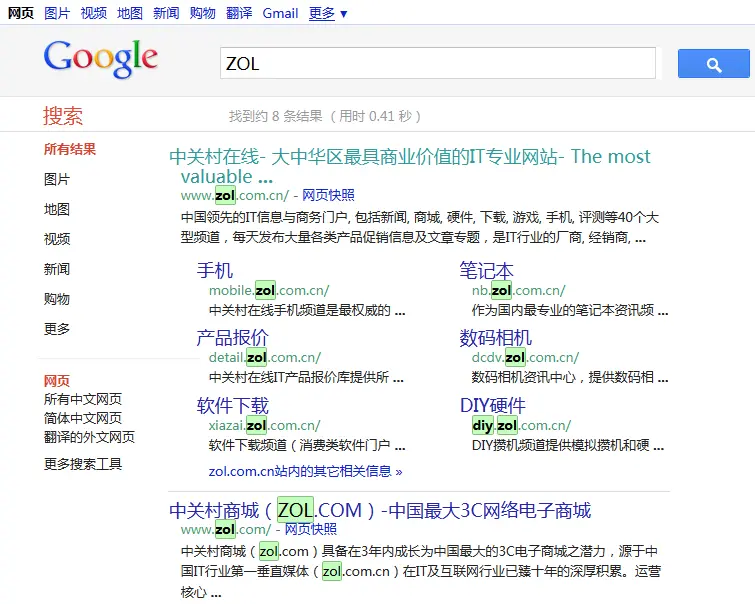 网页 图片 视频 地图 新闻 购物 翻译 Gmail 更多 ▼
Google
ZOL
搜索
找到约 8 条结果 （用时 0.41 秒）
所有结果
图片
地图
视频
新闻
购物
更多
网页
所有中文网页
简体中文网页
翻译的外文网页
更多搜索工具
中关村在线- 大中华区最具商业价值的IT专业网站- The most
valuable ...
www.zol.com.cn/ - 网页快照
中国领先的IT信息与商务门户, 包括新闻, 商城, 硬件, 下载, 游戏, 手机, 评测等40个大
型频道，每天发布大量各类产品促销信息及文章专题，是IT行业的厂商, 经销商, ...
手机
mobile.zol.com.cn/
中关村在线手机频道是最权威的 ...
笔记本
nb.zol.com.cn/
作为国内最专业的笔记本资讯频 ...
产品报价
detail.zol.com.cn/
中关村在线IT产品报价库提供所 ...
数码相机
dcdv.zol.com.cn/
数码相机资讯中心，提供数码相 ...
软件下载
xiazai.zol.com.cn/
软件下载频道（消费类软件门户 ...
DIY硬件
diy.zol.com.cn/
DIY攒机频道提供模拟攒机和硬 ...
zol.com.cn站内的其它相关信息 »
中关村商城（ZOL.COM）-中国最大3C网络电子商城
www.zol.com/ - 网页快照
中关村商城（zol.com）具备在3年内成长为中国最大的3C电子商城之潜力，源于中
国IT行业第一垂直媒体（zol.com.cn）在IT及互联网行业已臻十年的深厚积累。运营
核心 ...